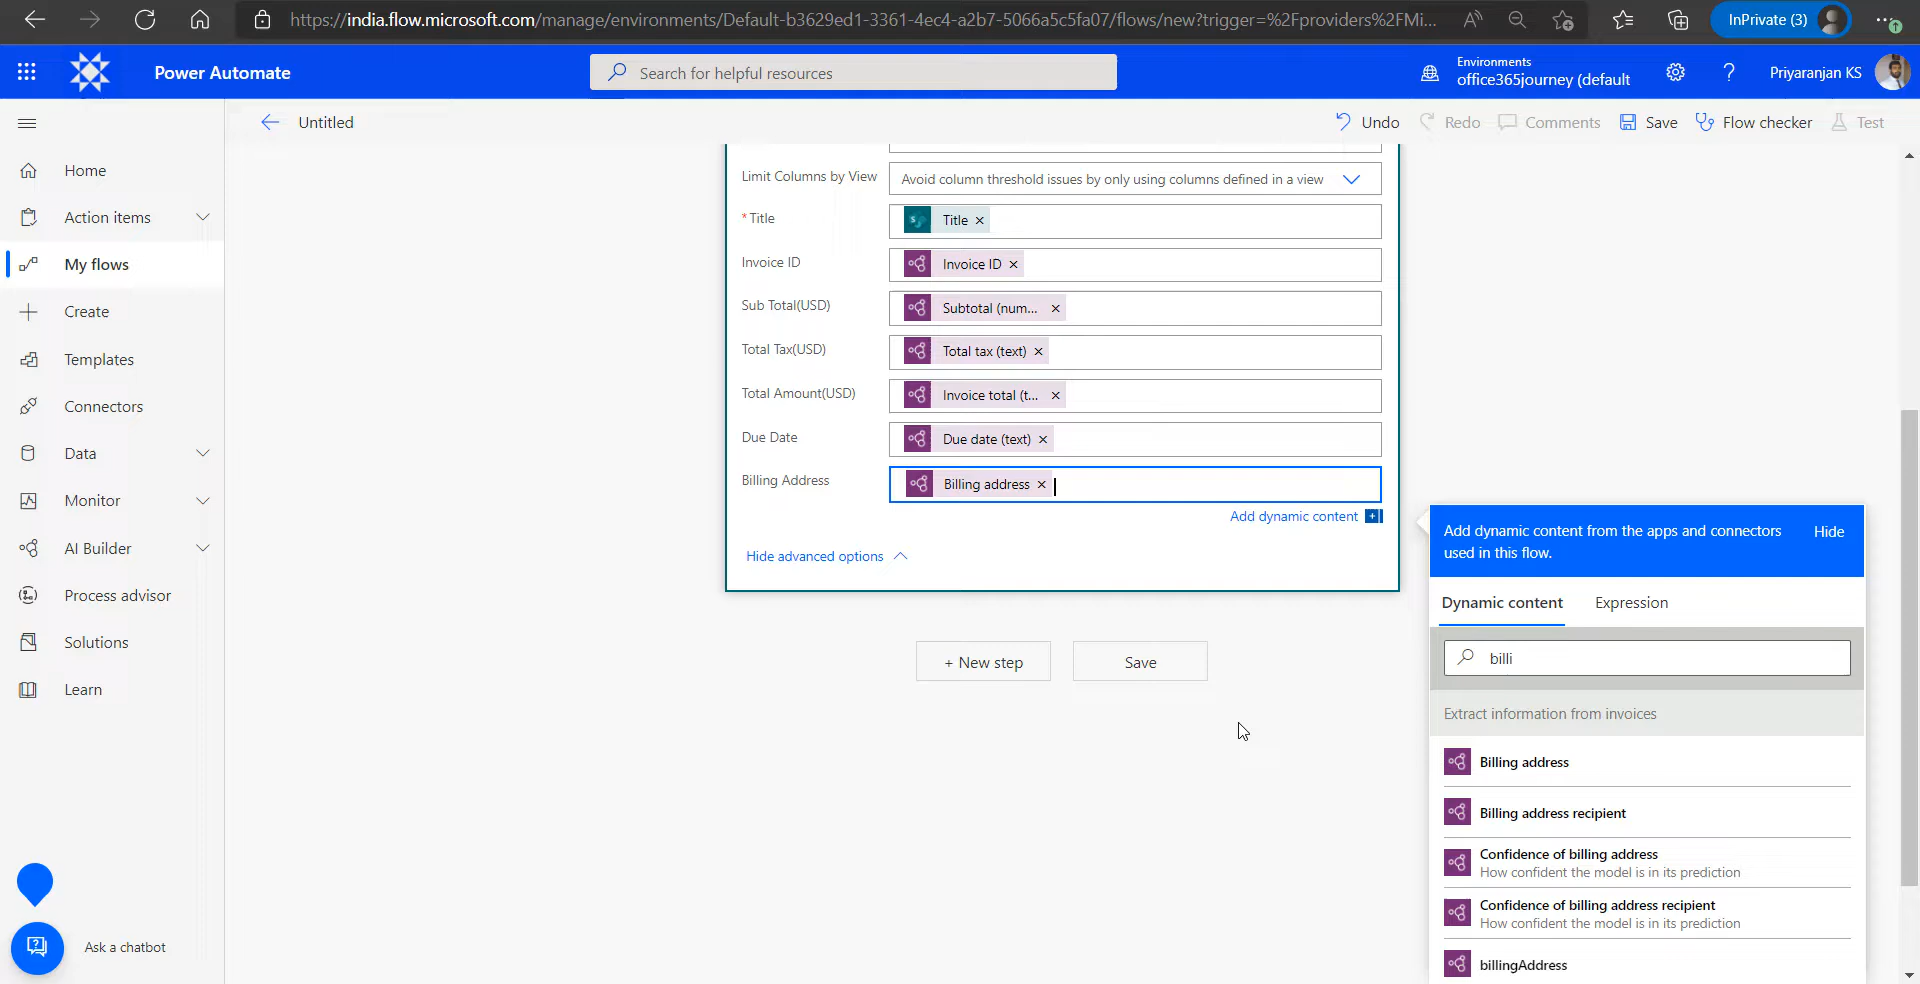 https://india.flow.microsoft.com/manage/environments/Default-b3629ed1-3361-4ec4-a2b7-5066a5c5fa07/flows/new?trigger=%2Fproviders%2FMi...
InPrivate (3)
Power Automate
Search for helpful resources
Environments
office365journey (default
Priyaranjan KS
Untitled
Undo
Redo
Comments
Save
Flow checker
Test
Home
Action items
My flows
Create
Templates
Connectors
Data
Monitor
AI Builder
Process advisor
Solutions
Learn
Ask a chatbot
Limit Columns by View
Avoid column threshold issues by only using columns defined in a view
* Title
Title ×
Invoice ID
Invoice ID ×
Sub Total(USD)
Subtotal (num... ×
Total Tax(USD)
Total tax (text) ×
Total Amount(USD)
Invoice total (t... ×
Due Date
Due date (text) ×
Billing Address
Billing address ×
Add dynamic content
Hide advanced options
+ New step
Save
Add dynamic content from the apps and connectors
used in this flow.
Hide
Dynamic content
Expression
billi
Extract information from invoices
Billing address
Billing address recipient
Confidence of billing address
How confident the model is in its prediction
Confidence of billing address recipient
How confident the model is in its prediction
billingAddress